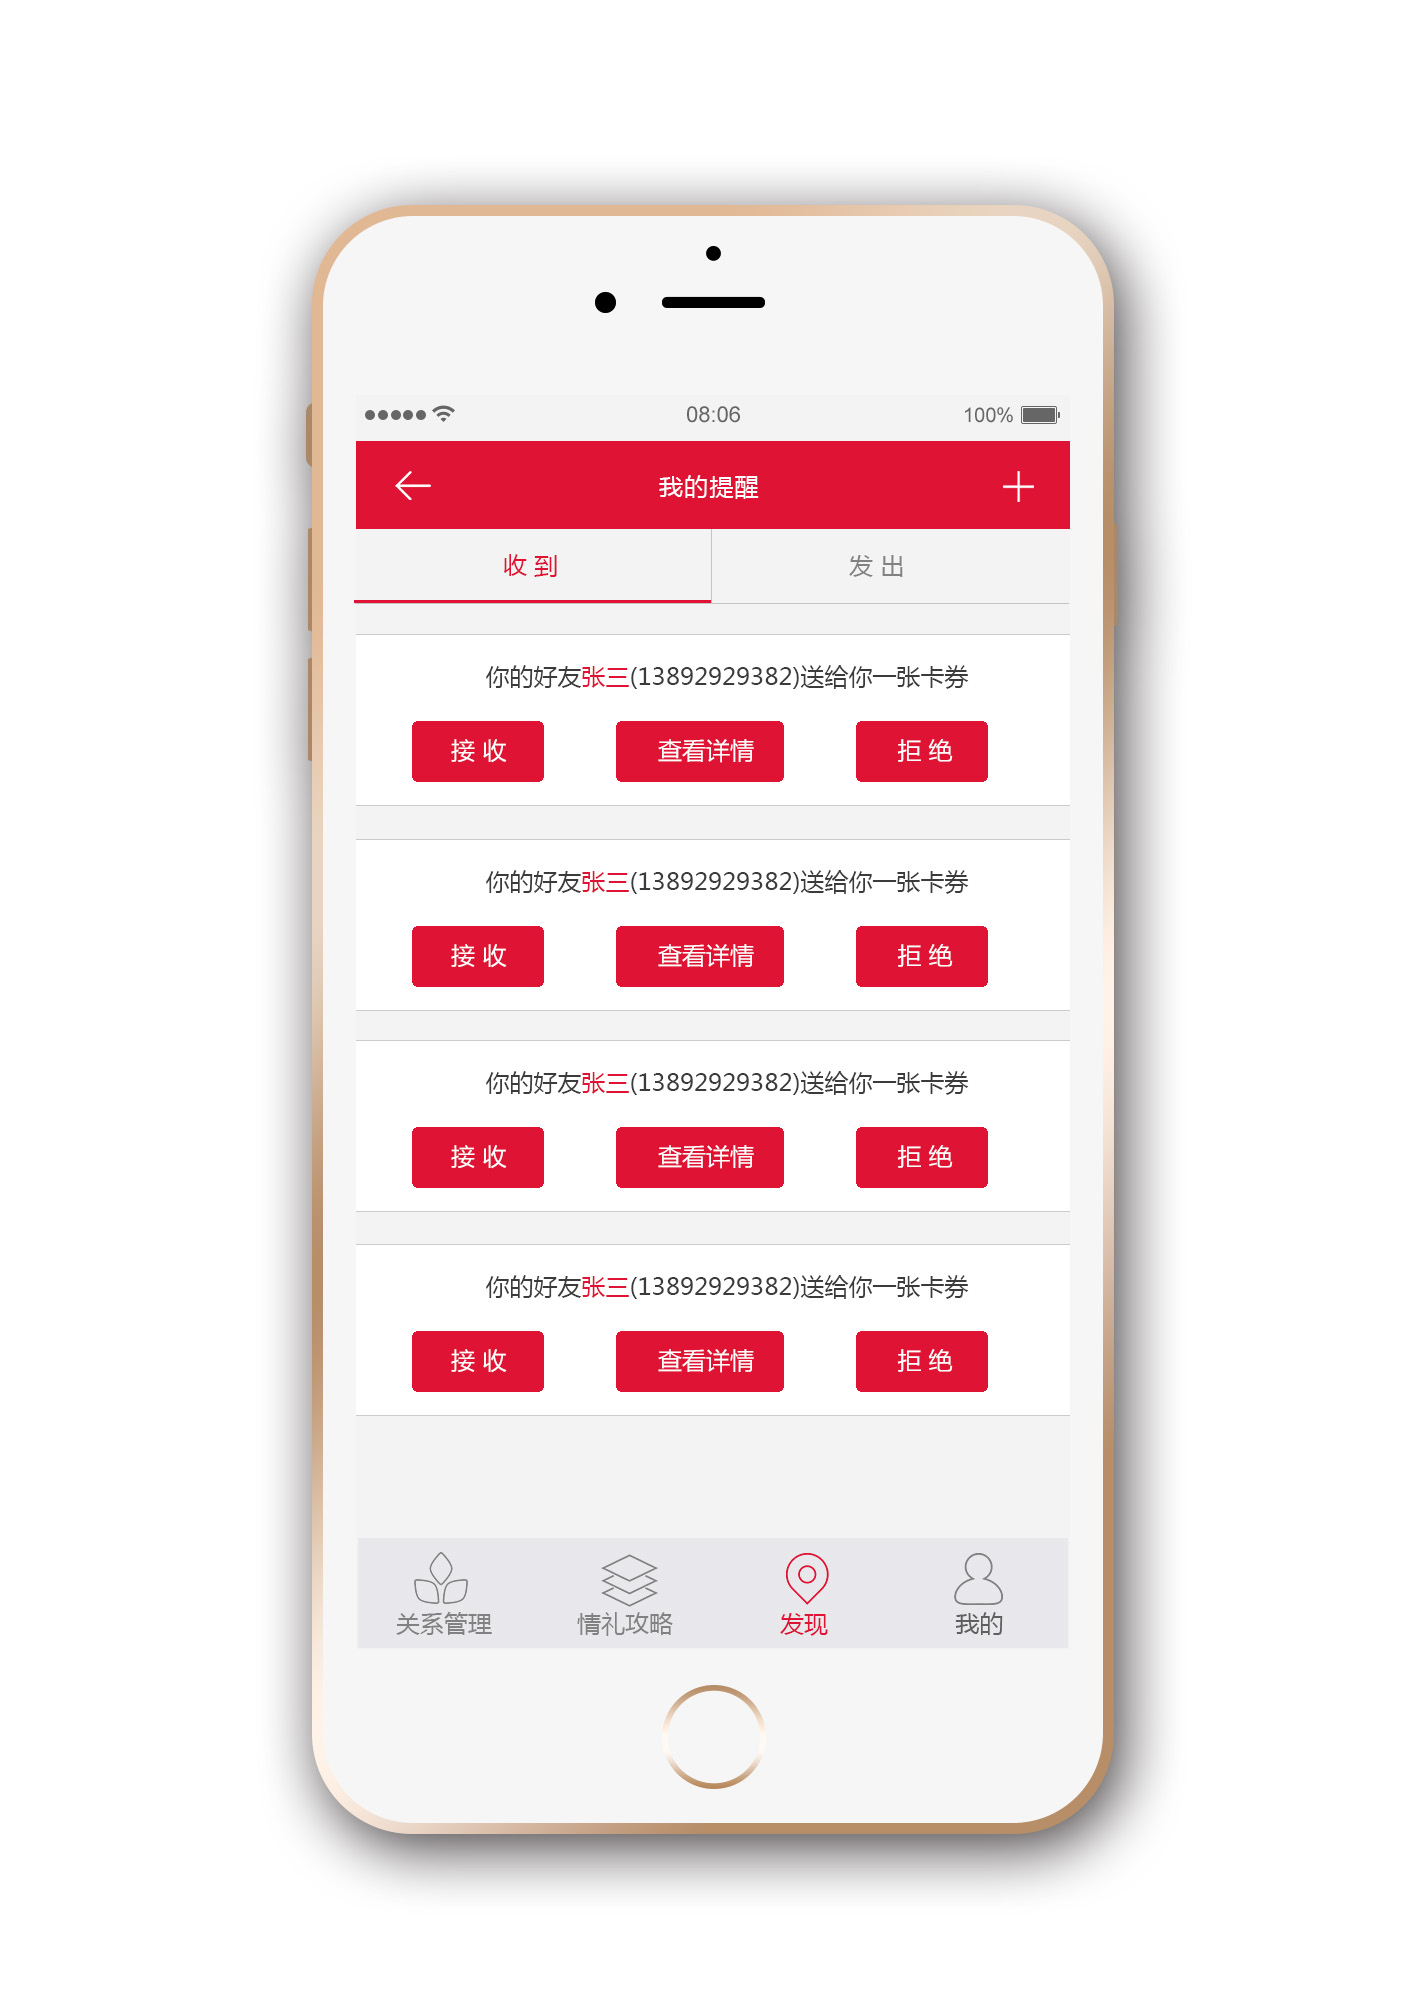 08:06 100%
我的提醒
收 到 发 出
你的好友张三(13892929382)送给你一张卡券
接 收 查看详情 拒 绝
你的好友张三(13892929382)送给你一张卡券
接 收 查看详情 拒 绝
你的好友张三(13892929382)送给你一张卡券
接 收 查看详情 拒 绝
你的好友张三(13892929382)送给你一张卡券
接 收 查看详情 拒 绝
关系管理 情礼攻略 发现 我的